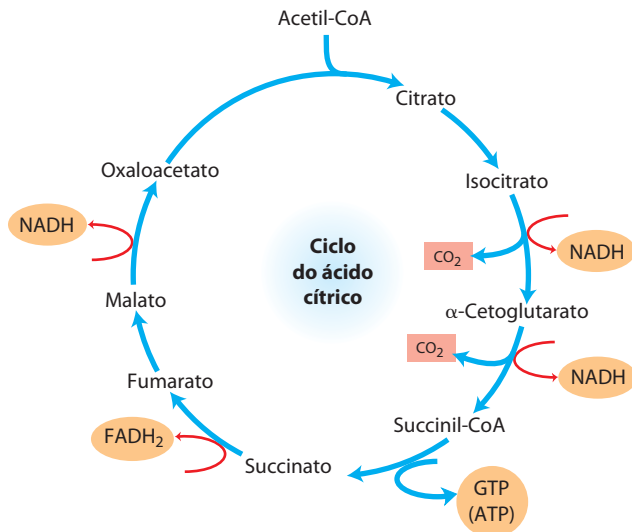 Acetil-CoA
Citrato
Oxaloacetato
Isocitrato
NADH
Ciclo
do ácido
cítrico
CO₂
NADH
Malato
α-Cetoglutarato
CO₂
NADH
Fumarato
Succinil-CoA
FADH₂
Succinato
GTP
(ATP)